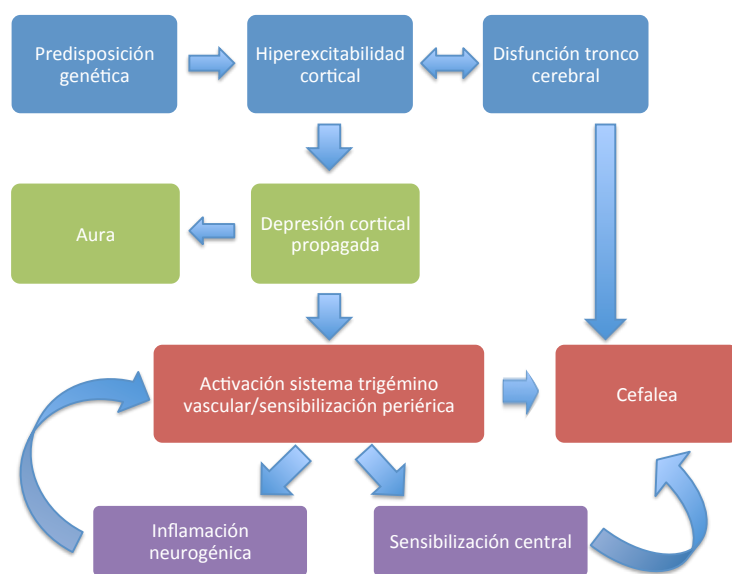 Predisposición
genética
Hiperexcitabilidad
cortical
Disfunción tronco
cerebral
Aura
Depresión cortical
propagada
Activación sistema trigémino
vascular/sensibilización periérica
Cefalea
Inflamación
neurogénica
Sensibilización central